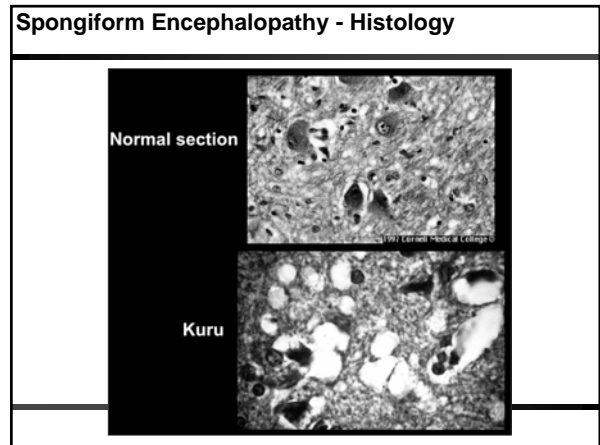 Spongiform Encephalopathy - Histology
Normal section
1997 Cornell Medical College ©
Kuru